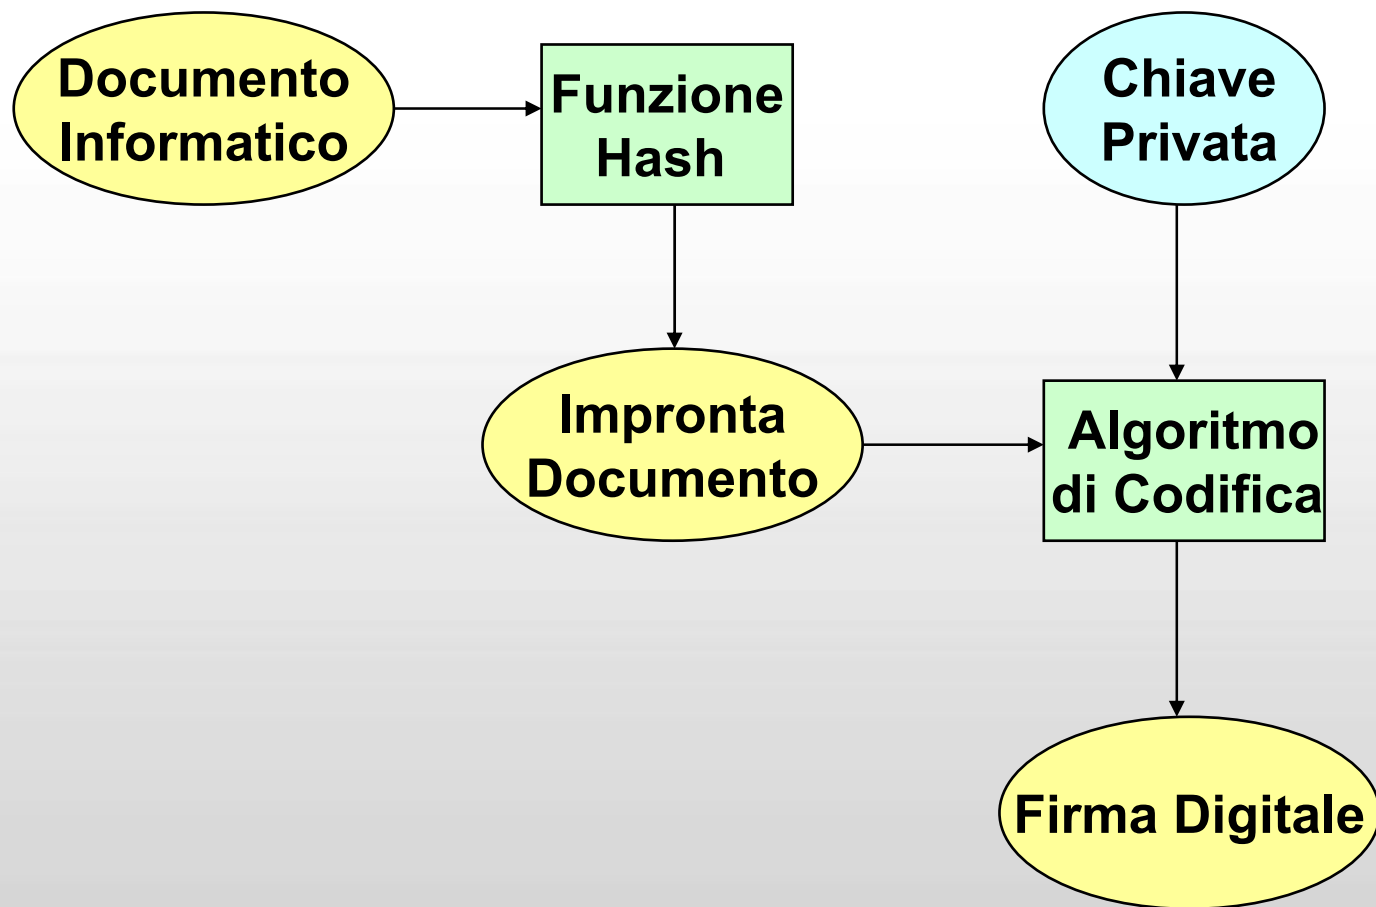 Documento
Informatico
Funzione
Hash
Chiave
Privata
Impronta
Documento
Algoritmo
di Codifica
Firma Digitale